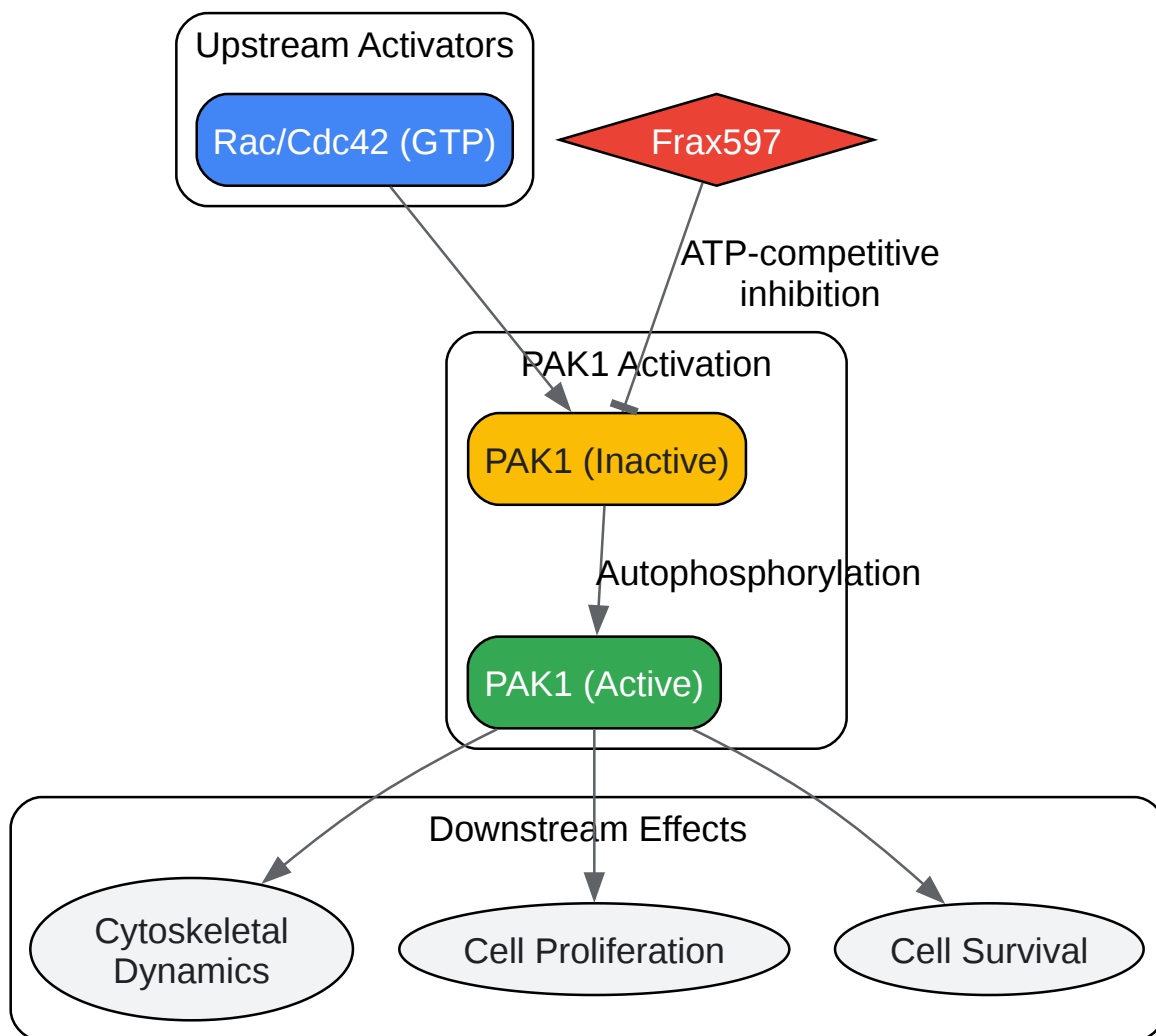 Upstream Activators
Rac/Cdc42 (GTP)
Frax597
ATP-competitive
inhibition
PAK1 Activation
PAK1 (Inactive)
Autophosphorylation
PAK1 (Active)
Downstream Effects
Cytoskeletal
Dynamics
Cell Proliferation
Cell Survival